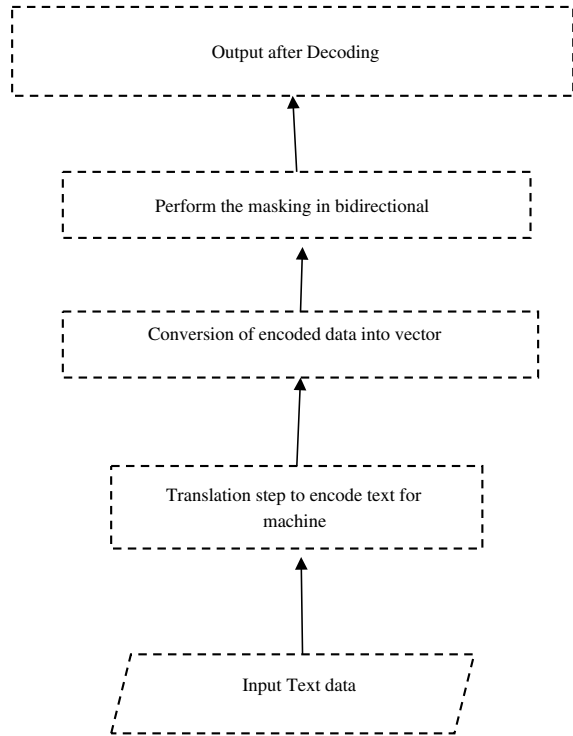 Output after Decoding
Perform the masking in bidirectional
Conversion of encoded data into vector
Translation step to encode text for
machine
Input Text data